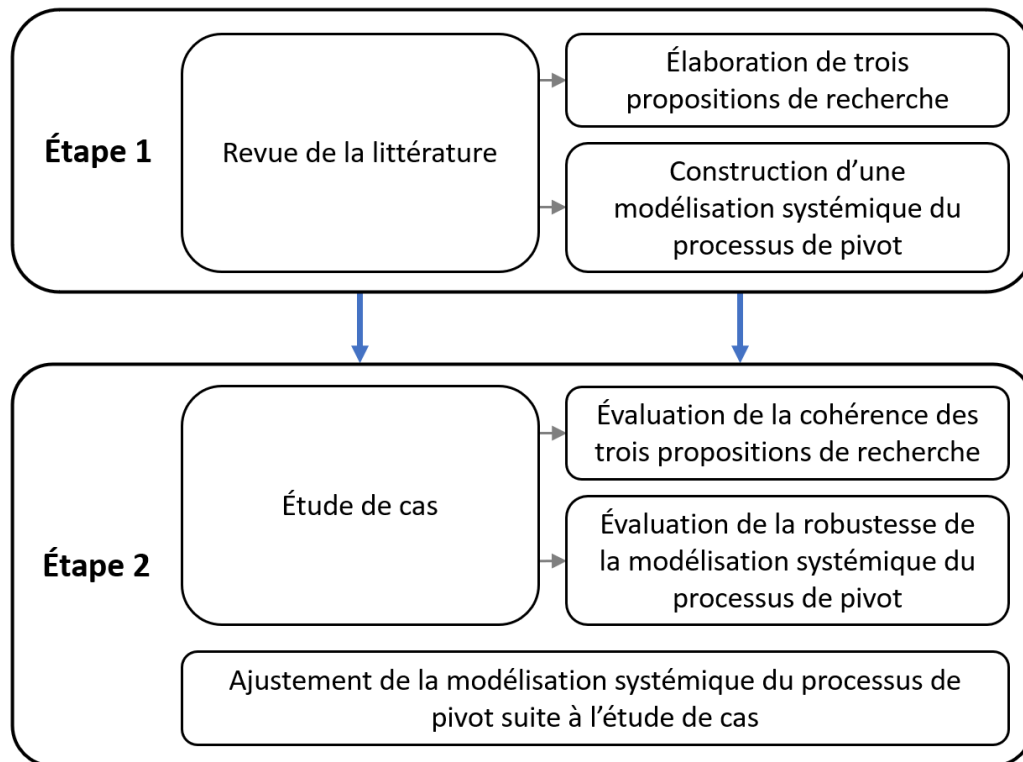 Étape 1
Revue de la littérature
Élaboration de trois
propositions de recherche
Construction d’une
modélisation systémique du
processus de pivot
Étape 2
Étude de cas
Évaluation de la cohérence des
trois propositions de recherche
Évaluation de la robustesse de
la modélisation systémique du
processus de pivot
Ajustement de la modélisation systémique du processus de
pivot suite à l’étude de cas